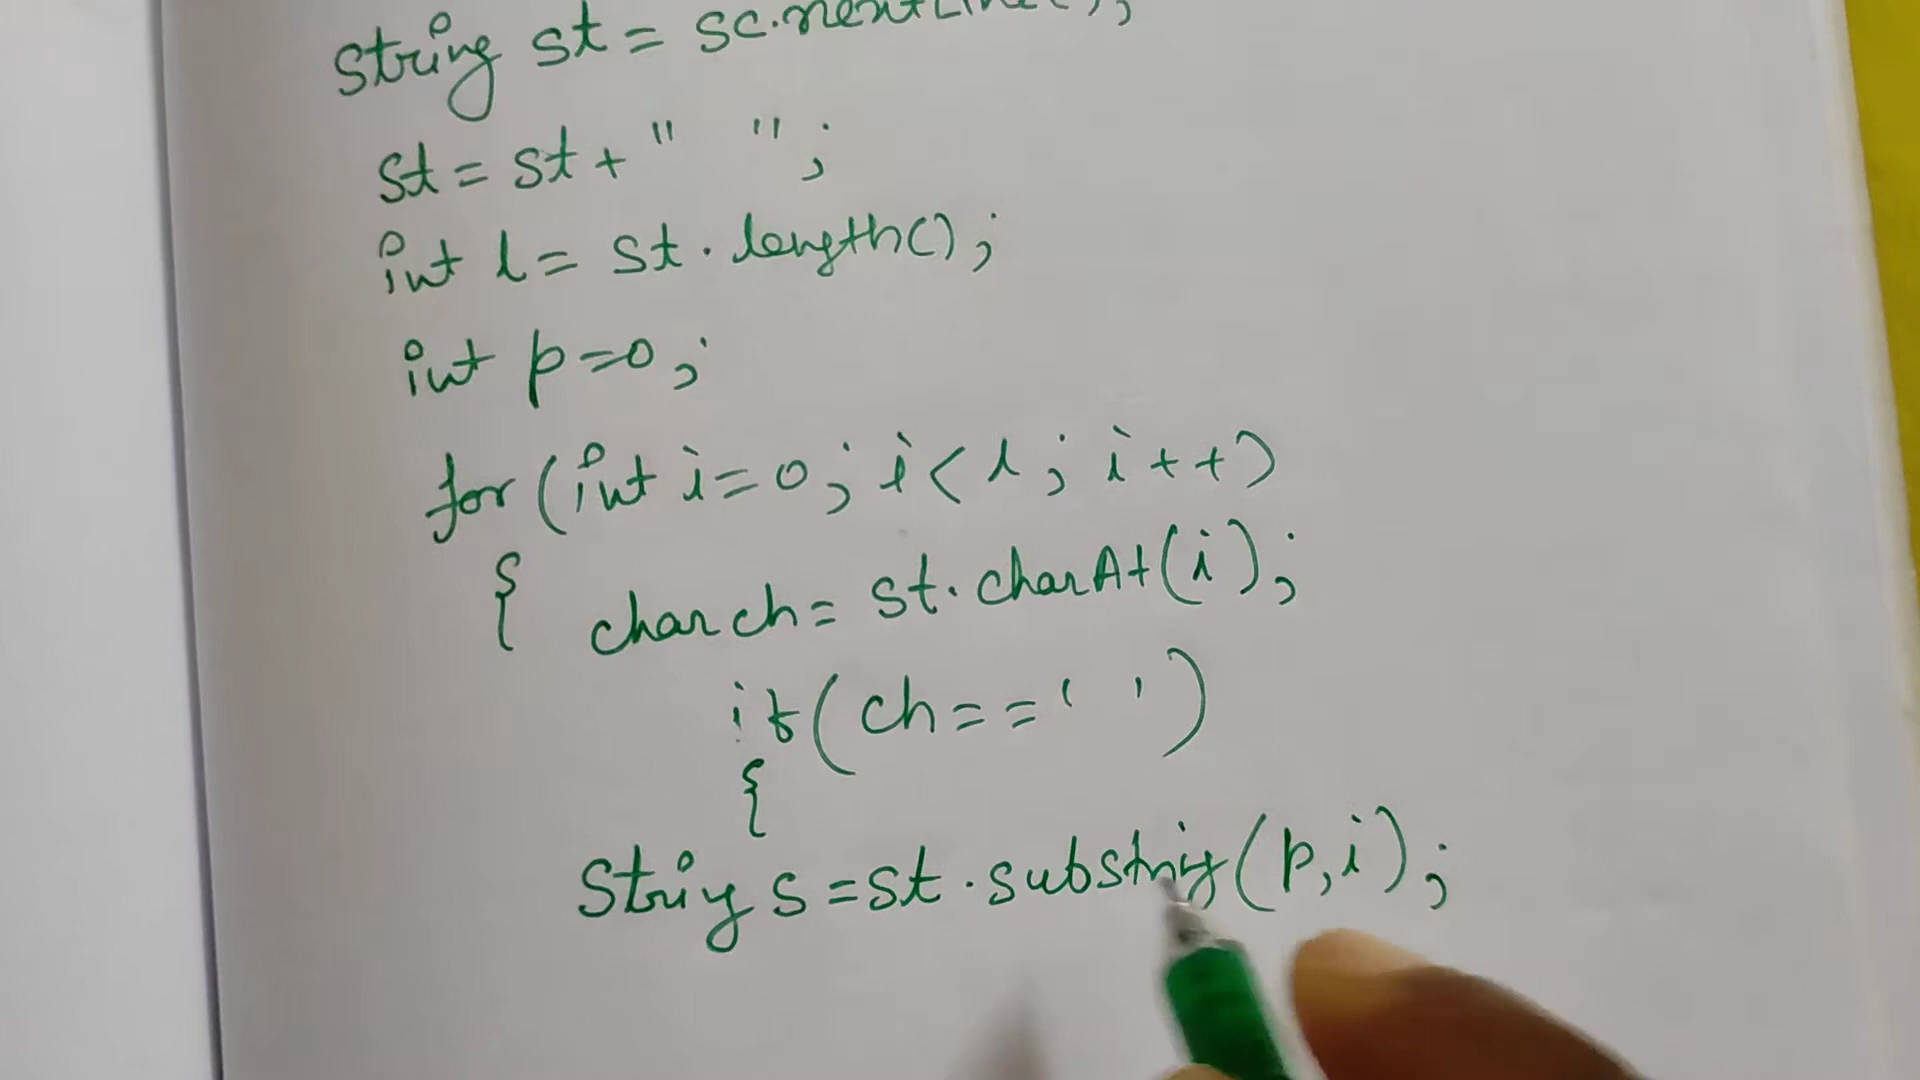 String st = sc.nextLine();
st = st + " ";
int l = st.length();
int p=0;
for (int i=0; i<l; i++)
{ char ch= st.charAt(i);
if(ch==' ')
{
String s = st.substring(p,i);